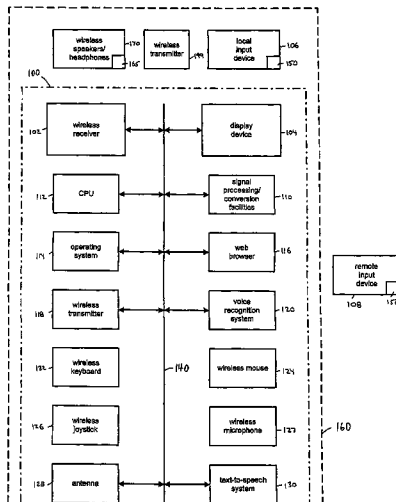 wireless
speakers/
headphones
170
165
wireless
transmitter
199
local
input
device
106
150
100
102
wireless
receiver
display
device
104
112
CPU
signal
processing/
conversion
facilities
110
114
operating
system
web
browser
116
118
wireless
transmitter
voice
recognition
system
120
remote
input
device
108
122
wireless
keyboard
140
wireless mouse
124
126
wireless
joystick
wireless
microphone
127
160
128
antenna
text-to-speech
system
130